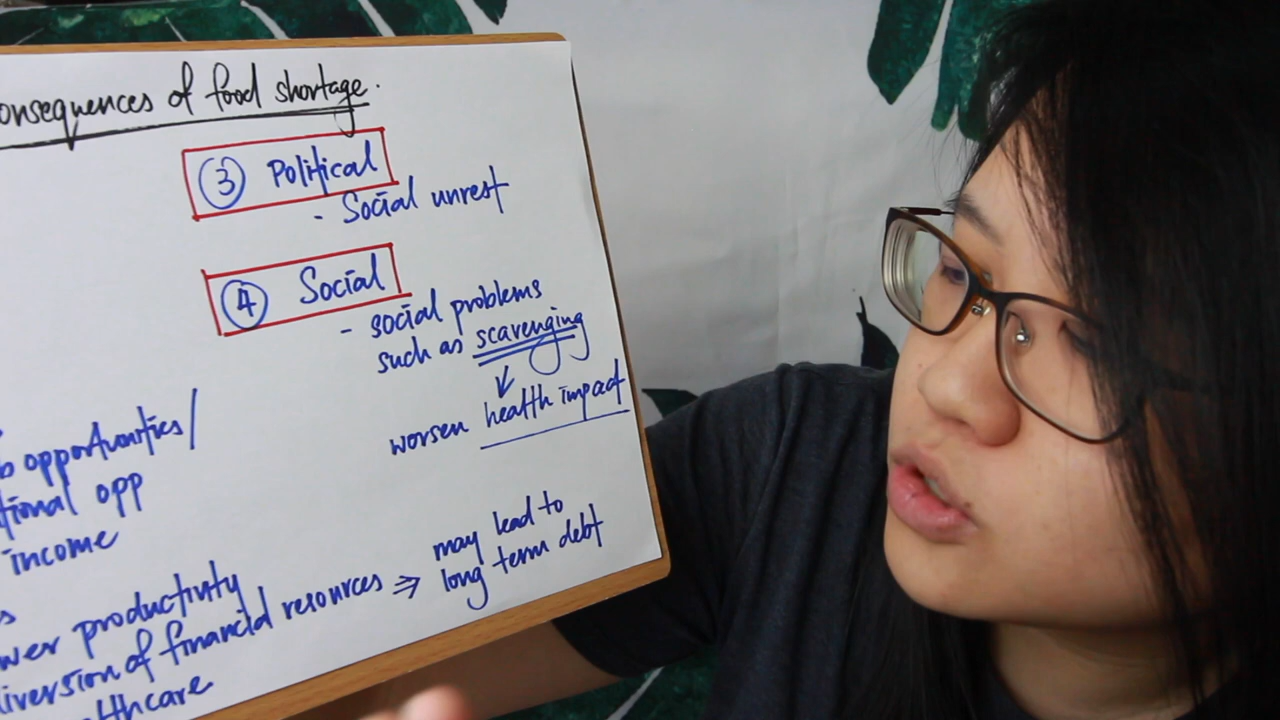 onsequences of food shortage.
③ Political
- Social unrest
④ Social
- social problems
such as scavenging
worsen health impact
b opportunities/
tional opp
income
s
wer productivity
iversion of financial resources ⇒ may lead to
long term debt
lthcare